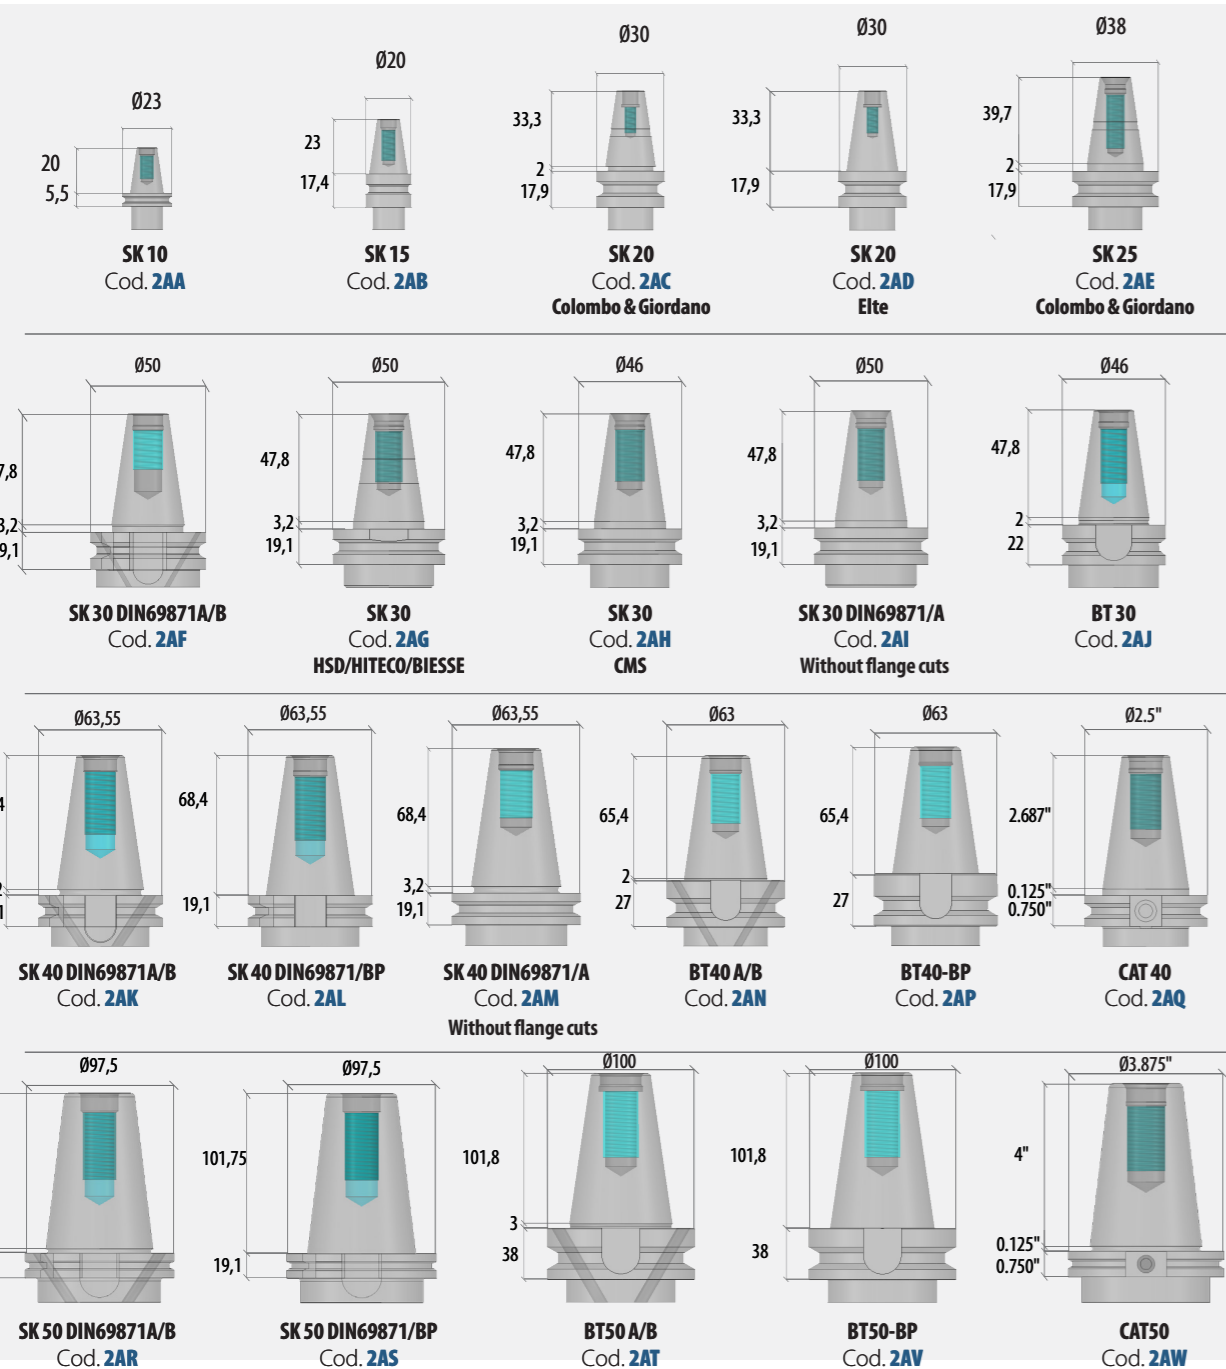 Ø23
Ø20
Ø30
Ø30
Ø38
20
5,5
23
17,4
33,3
2
17,9
33,3
17,9
39,7
2
17,9
SK 10
SK 15
SK 20
SK 20
SK 25
Cod. 2AA
Cod. 2AB
Cod. 2AC
Cod. 2AD
Cod. 2AE
Colombo & Giordano
Elte
Colombo & Giordano
Ø50
Ø50
Ø46
Ø50
Ø46
7,8
3,2
9,1
47,8
3,2
19,1
47,8
3,2
19,1
47,8
3,2
19,1
47,8
2
22
SK 30 DIN69871A/B
SK 30
SK 30
SK 30 DIN69871/A
BT 30
Cod. 2AF
Cod. 2AG
Cod. 2AH
Cod. 2AI
Cod. 2AJ
HSD/HITECO/BIESSE
CMS
Without flange cuts
Ø63,55
Ø63,55
Ø63,55
Ø63
Ø63
Ø2.5"
4
2
1
68,4
19,1
68,4
3,2
19,1
65,4
2
27
65,4
27
2.687"
0.125"
0.750"
SK 40 DIN69871A/B
SK 40 DIN69871/BP
SK 40 DIN69871/A
BT40 A/B
BT40-BP
CAT 40
Cod. 2AK
Cod. 2AL
Cod. 2AM
Cod. 2AN
Cod. 2AP
Cod. 2AQ
Without flange cuts
Ø97,5
Ø97,5
Ø100
Ø100
Ø3.875"
101,75
19,1
101,8
3
38
101,8
38
4"
0.125"
0.750"
SK 50 DIN69871A/B
SK 50 DIN69871/BP
BT50 A/B
BT50-BP
CAT50
Cod. 2AR
Cod. 2AS
Cod. 2AT
Cod. 2AV
Cod. 2AW